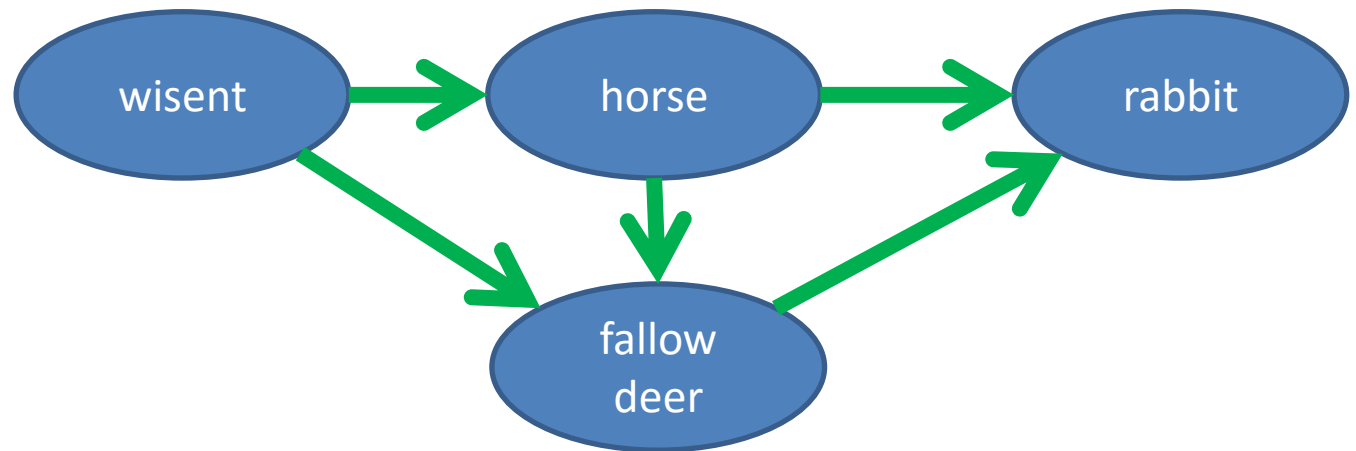 wisent
horse
rabbit
fallow
deer